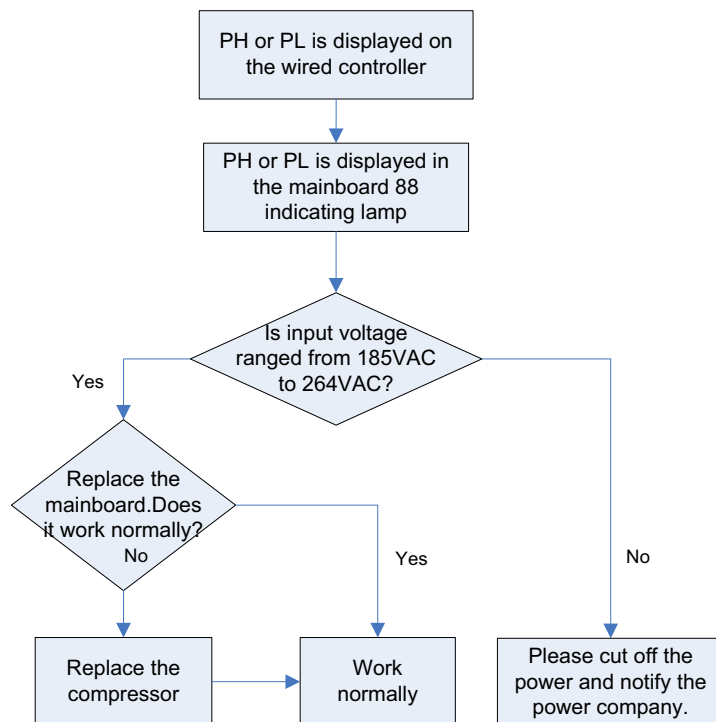 PH or PL is displayed on
the wired controller
PH or PL is displayed in
the mainboard 88
indicating lamp
Is input voltage
ranged from 185VAC
to 264VAC?
Yes
Replace the
mainboard.Does
it work normally?
No
Yes
No
Replace the
compressor
Work
normally
Please cut off the
power and notify the
power company.